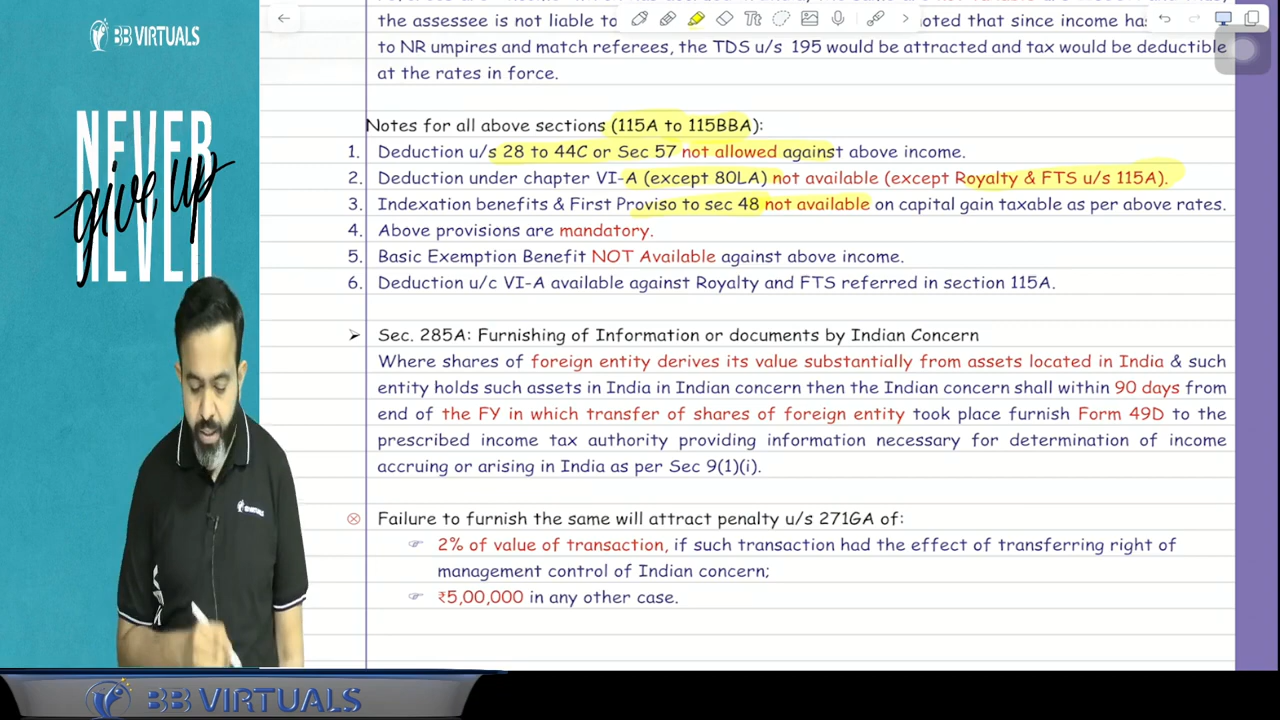 BB VIRTUALS
NEVER
give up
NEVER
the assessee is not liable to
oted that since income has
to NR umpires and match referees, the TDS u/s 195 would be attracted and tax would be deductible
at the rates in force.
Notes for all above sections (115A to 115BBA):
1. Deduction u/s 28 to 44C or Sec 57 not allowed against above income.
2. Deduction under chapter VI-A (except 80LA) not available (except Royalty & FTS u/s 115A).
3. Indexation benefits & First Proviso to sec 48 not available on capital gain taxable as per above rates.
4. Above provisions are mandatory.
5. Basic Exemption Benefit NOT Available against above income.
6. Deduction u/c VI-A available against Royalty and FTS referred in section 115A.
➢ Sec. 285A: Furnishing of Information or documents by Indian Concern
Where shares of foreign entity derives its value substantially from assets located in India & such
entity holds such assets in India in Indian concern then the Indian concern shall within 90 days from
end of the FY in which transfer of shares of foreign entity took place furnish Form 49D to the
prescribed income tax authority providing information necessary for determination of income
accruing or arising in India as per Sec 9(1)(i).
Failure to furnish the same will attract penalty u/s 271GA of:
☞ 2% of value of transaction, if such transaction had the effect of transferring right of
management control of Indian concern;
☞ ₹5,00,000 in any other case.
BB VIRTUALS